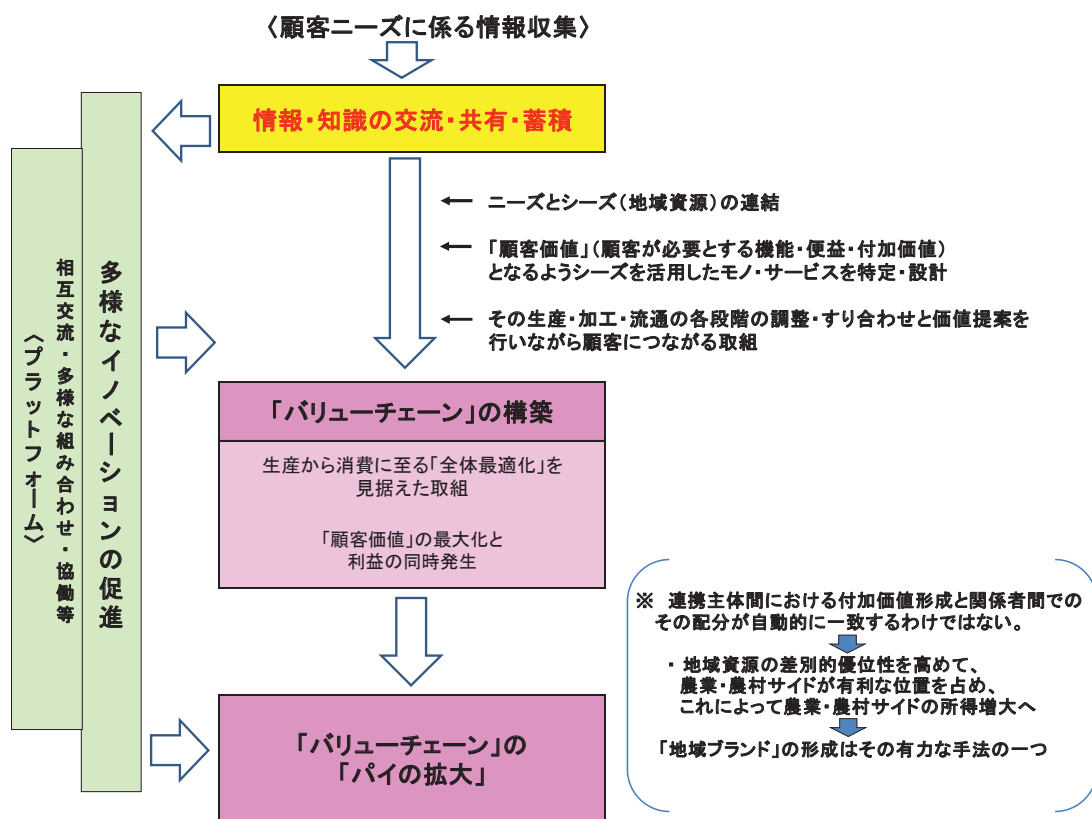 〈顧客ニーズに係る情報収集〉
情報・知識の交流・共有・蓄積
ニーズとシーズ（地域資源）の連結
「顧客価値」（顧客が必要とする機能・便益・付加価値）
となるようシーズを活用したモノ・サービスを特定・設計
その生産・加工・流通の各段階の調整・すり合わせと価値提案を
行いながら顧客につながる取組
多様なイノベーションの促進
相互交流・多様な組み合わせ・協働等
〈プラットフォーム〉
「バリューチェーン」の構築
生産から消費に至る「全体最適化」を
見据えた取組
「顧客価値」の最大化と
利益の同時発生
「バリューチェーン」の
「パイの拡大」
※ 連携主体間における付加価値形成と関係者間での
その配分が自動的に一致するわけではない。
・ 地域資源の差別的優位性を高めて、
農業・農村サイドが有利な位置を占め、
これによって農業・農村サイドの所得増大へ
「地域ブランド」の形成はその有力な手法の一つ